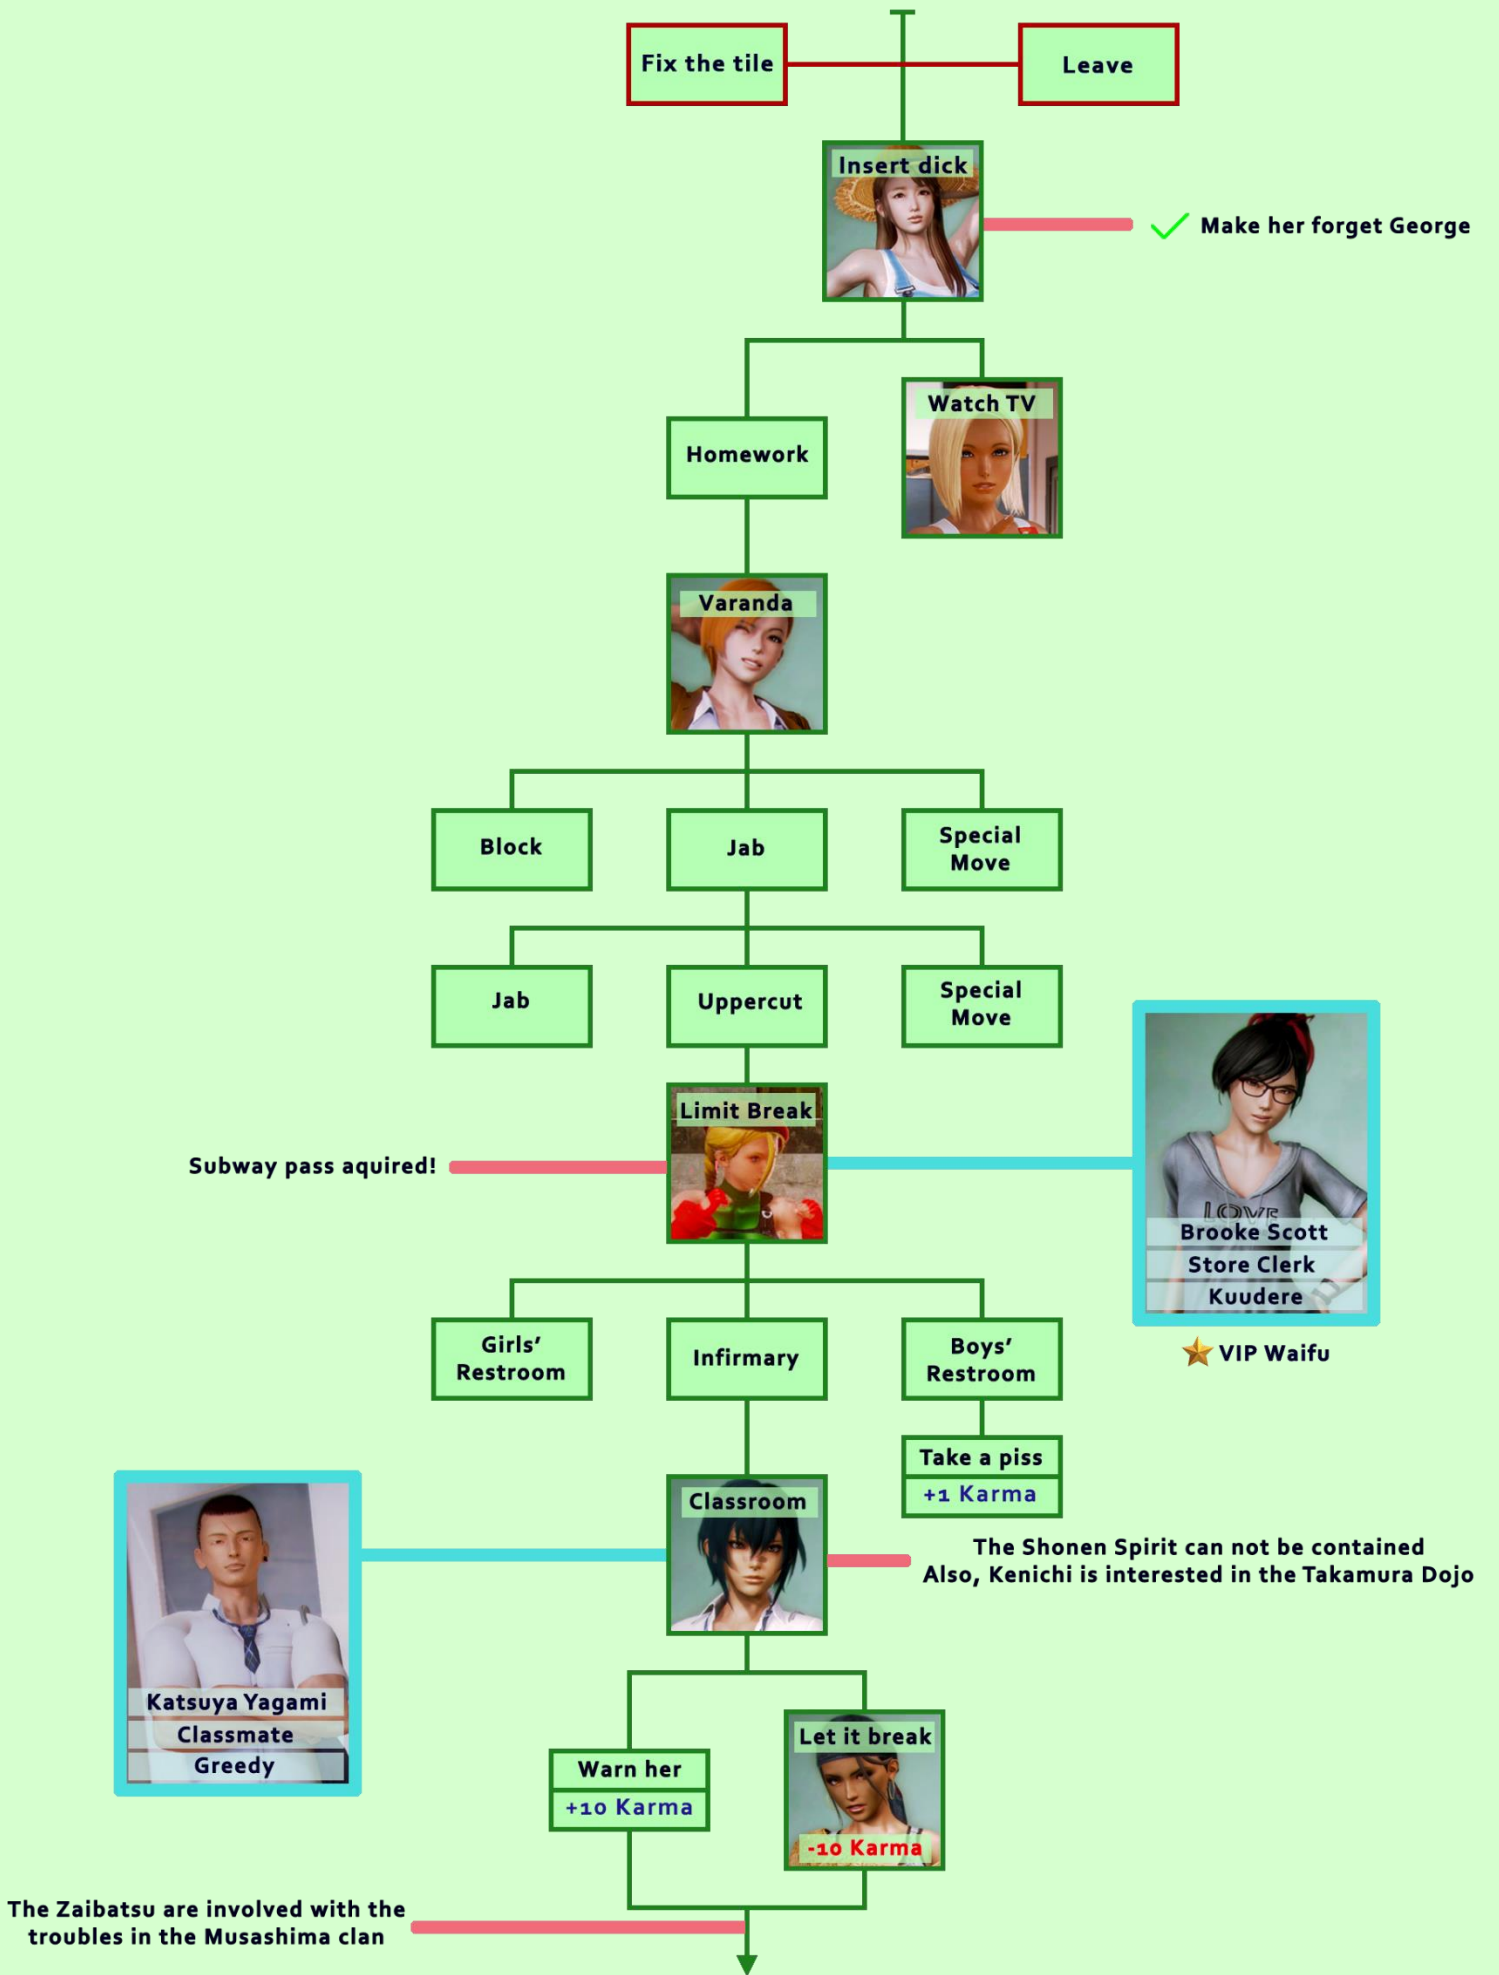 Fix the tile
Leave
Insert dick
Make her forget George
Watch TV
Homework
Varanda
Block
Jab
Special
Move
Jab
Uppercut
Special
Move
Limit Break
Subway pass aquired!
LOVE
Brooke Scott
Store Clerk
Kuudere
VIP Waifu
Girls’
Restroom
Infirmary
Boys’
Restroom
Take a piss
+1 Karma
Classroom
The Shonen Spirit can not be contained
Also, Kenichi is interested in the Takamura Dojo
Katsuya Yagami
Classmate
Greedy
Warn her
+10 Karma
Let it break
-10 Karma
The Zaibatsu are involved with the
troubles in the Musashima clan